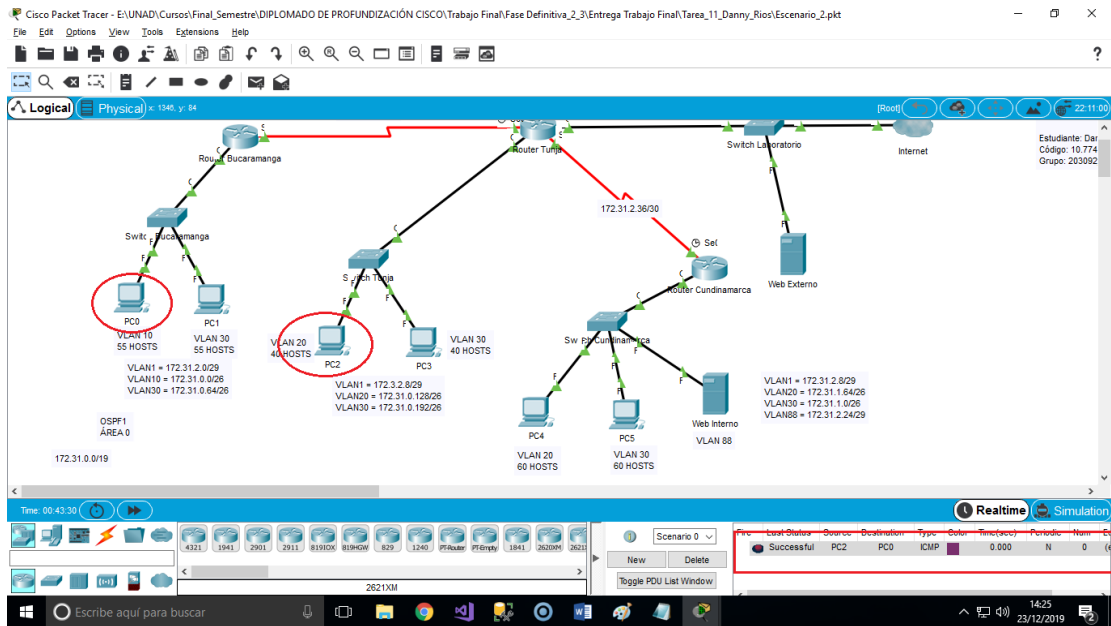 Cisco Packet Tracer - E:\UNAD\Cursos\Final_Semestre\DIPLOMADO DE PROFUNDIZACIÓN CISCO\Trabajo Final\Fase Definitiva_2_3\Entrega Trabajo Final\Tarea_11_Danny_Rios\Escenario_2.pkt
File Edit Options View Tools Extensions Help
?
Logical Physical x: 1346, y: 84 [Root] 22:11:00
Router Bucaramanga
Router Tunja
Switch Laboratorio
Internet
Estudiante: Dar
Código: 10.774
Grupo: 203092
172.31.2.36/30
Switch Bucaramanga
Switch Tunja
Router Cundinamarca
Web Externo
PC0
VLAN 10
55 HOSTS
PC1
VLAN 30
55 HOSTS
VLAN 20
40 HOSTS
PC2
PC3
VLAN 30
40 HOSTS
VLAN1 = 172.31.2.0/29
VLAN10 = 172.31.0.0/26
VLAN30 = 172.31.0.64/26
VLAN1 = 172.3.2.8/29
VLAN20 = 172.31.0.128/26
VLAN30 = 172.31.0.192/26
VLAN1 = 172.31.2.8/29
VLAN20 = 172.31.1.64/26
VLAN30 = 172.31.1.0/26
VLAN88 = 172.31.2.24/29
OSPF1
ÁREA 0
172.31.0.0/19
PC4
VLAN 20
60 HOSTS
PC5
VLAN 30
60 HOSTS
Web Interno
VLAN 88
Time: 00:43:30
Realtime Simulation
4321 1941 2901 2911 819IOX 819HGW 829 1240 PT-Router PT-Empty 1841 2620XM 2621X
2621XM
Scenario 0
New Delete
Toggle PDU List Window
Fire Last Status Source Destination Type Color Time(sec) Periodic Num Ed
Successful PC2 PC0 ICMP 0.000 N 0 (e
Escribe aquí para buscar
14:25
23/12/2019